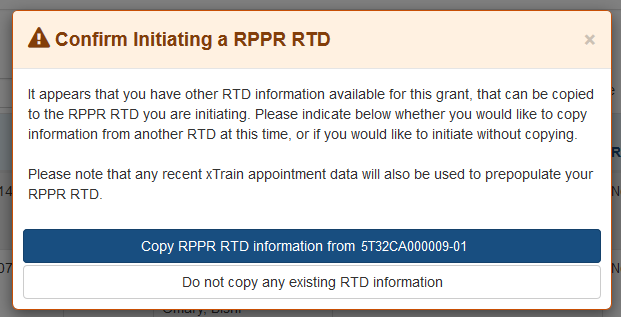 Confirm Initiating a RPPR RTD
×
It appears that you have other RTD information available for this grant, that can be copied
to the RPPR RTD you are initiating. Please indicate below whether you would like to copy
information from another RTD at this time, or if you would like to initiate without copying.
Please note that any recent xTrain appointment data will also be used to prepopulate your
RPPR RTD.
Copy RPPR RTD information from 5T32CA000009-01
Do not copy any existing RTD information